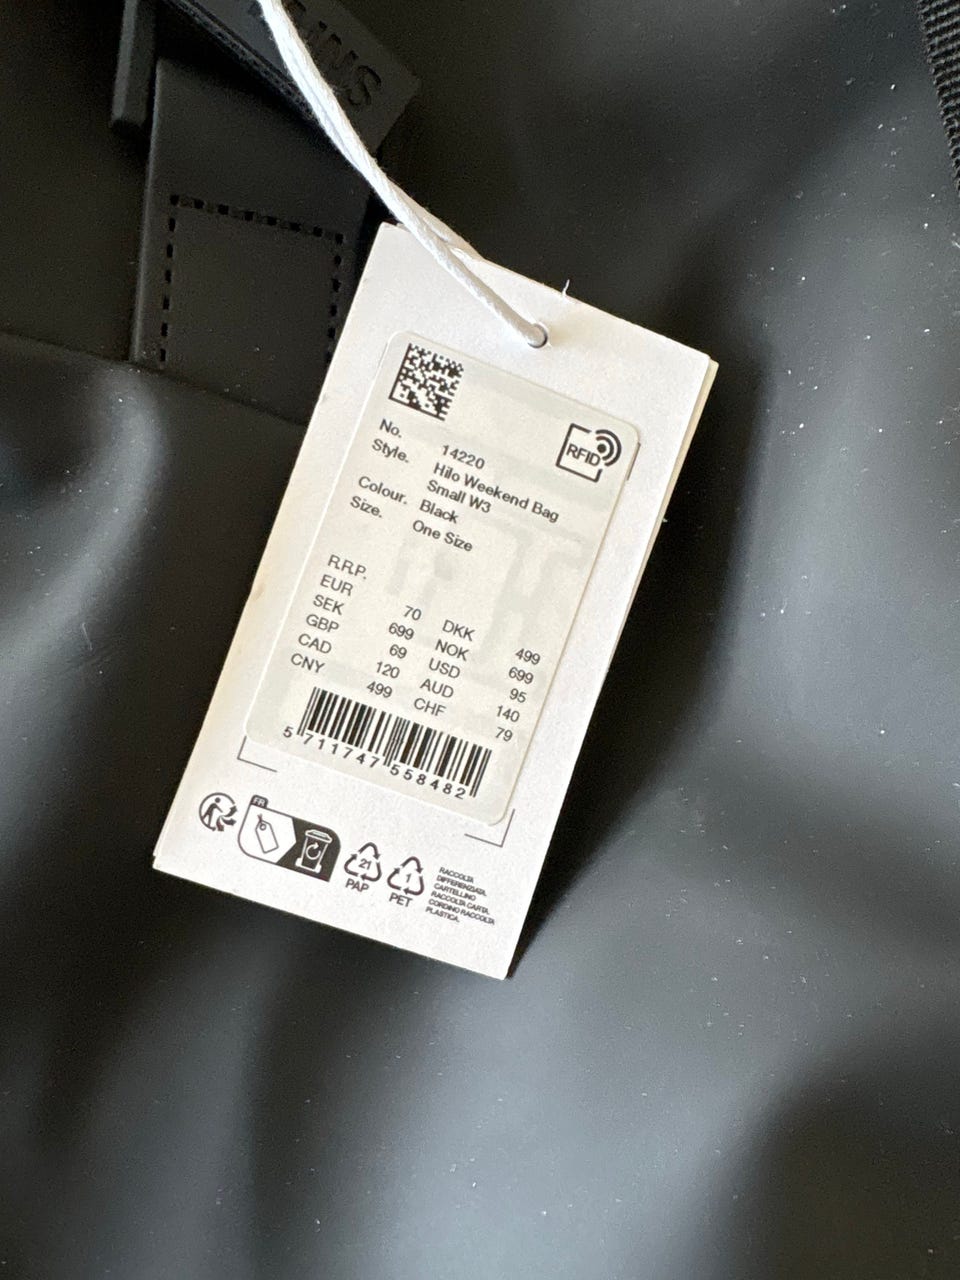 RFID
No. 14220
Style. Hilo Weekend Bag
Small W3
Colour. Black
Size. One Size
R.R.P.
EUR 70 DKK 499
SEK 699 NOK 699
GBP 69 USD 95
CAD 120 AUD 140
CNY 499 CHF 79
5 711747 558482
FR
21
PAP
1
PET
RACCOLTA
DIFFERENZIATA.
CARTELLINO
RACCOLTA CARTA.
CORDINO RACCOLTA
PLASTICA.